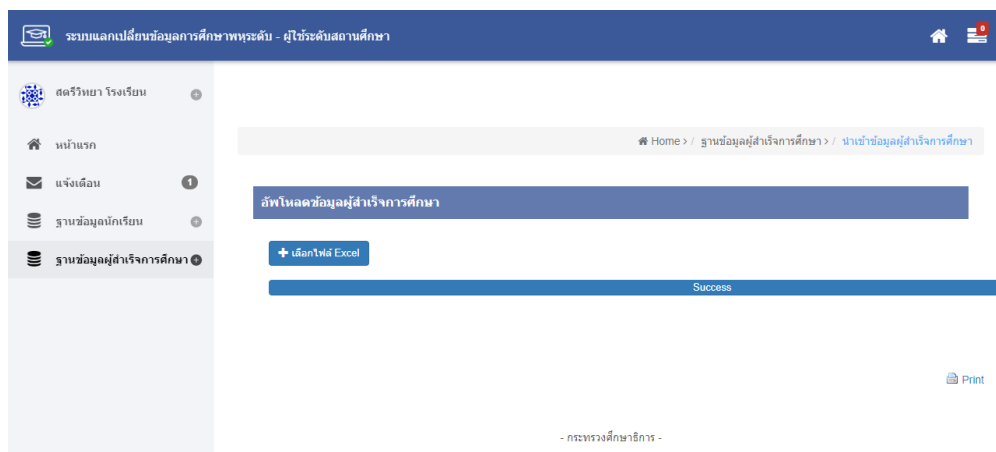 ระบบแลกเปลี่ยนข้อมูลการศึกษาพหุระดับ - ผู้ใช้ระดับสถานศึกษา
0
สตรีวิทยา โรงเรียน
หน้าแรก
แจ้งเตือน 1
ฐานข้อมูลนักเรียน
ฐานข้อมูลผู้สำเร็จการศึกษา
Home > / ฐานข้อมูลผู้สำเร็จการศึกษา > / นำเข้าข้อมูลผู้สำเร็จการศึกษา
อัพโหลดข้อมูลผู้สำเร็จการศึกษา
เลือกไฟล์ Excel
Success
Print
- กระทรวงศึกษาธิการ -